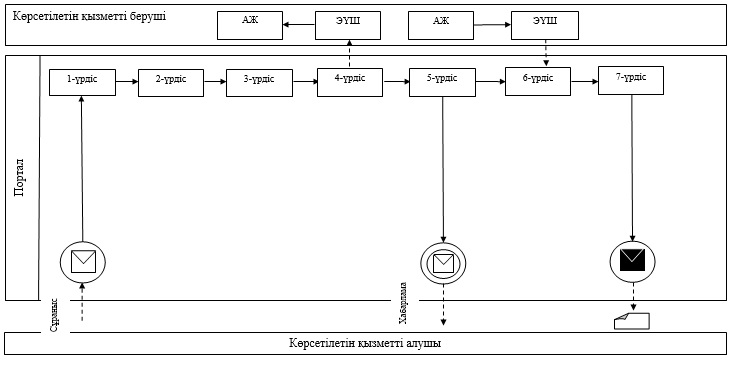 Көрсетілетін қызметті беруші
АЖ ЭҮШ АЖ ЭҮШ
1-үрдіс 2-үрдіс 3-үрдіс 4-үрдіс 5-үрдіс 6-үрдіс 7-үрдіс
Портал
Сұраныс
Хабарлама
Көрсетілетін қызметті алушы